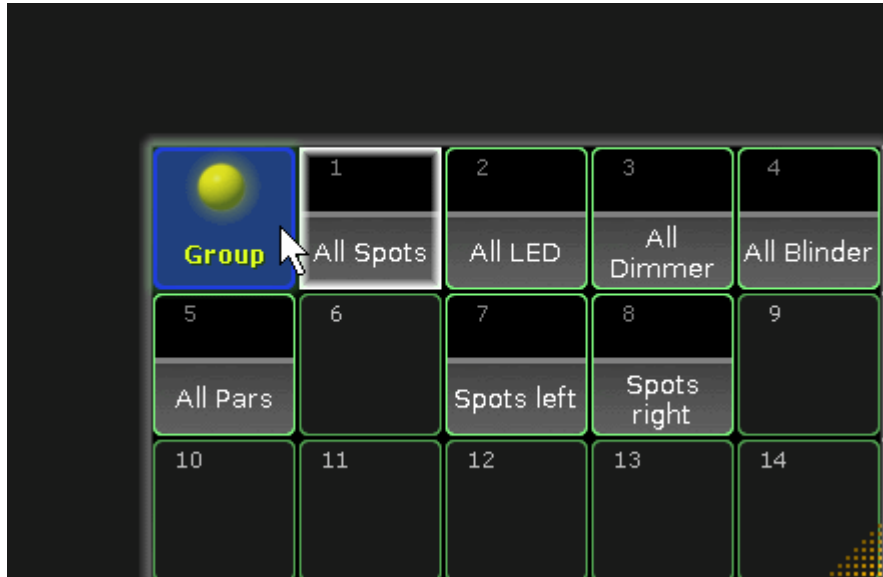 1
2
3
4
Group
All Spots
All LED
All
Dimmer
All Blinder
5
6
7
8
9
All Pars
Spots left
Spots
right
10
11
12
13
14